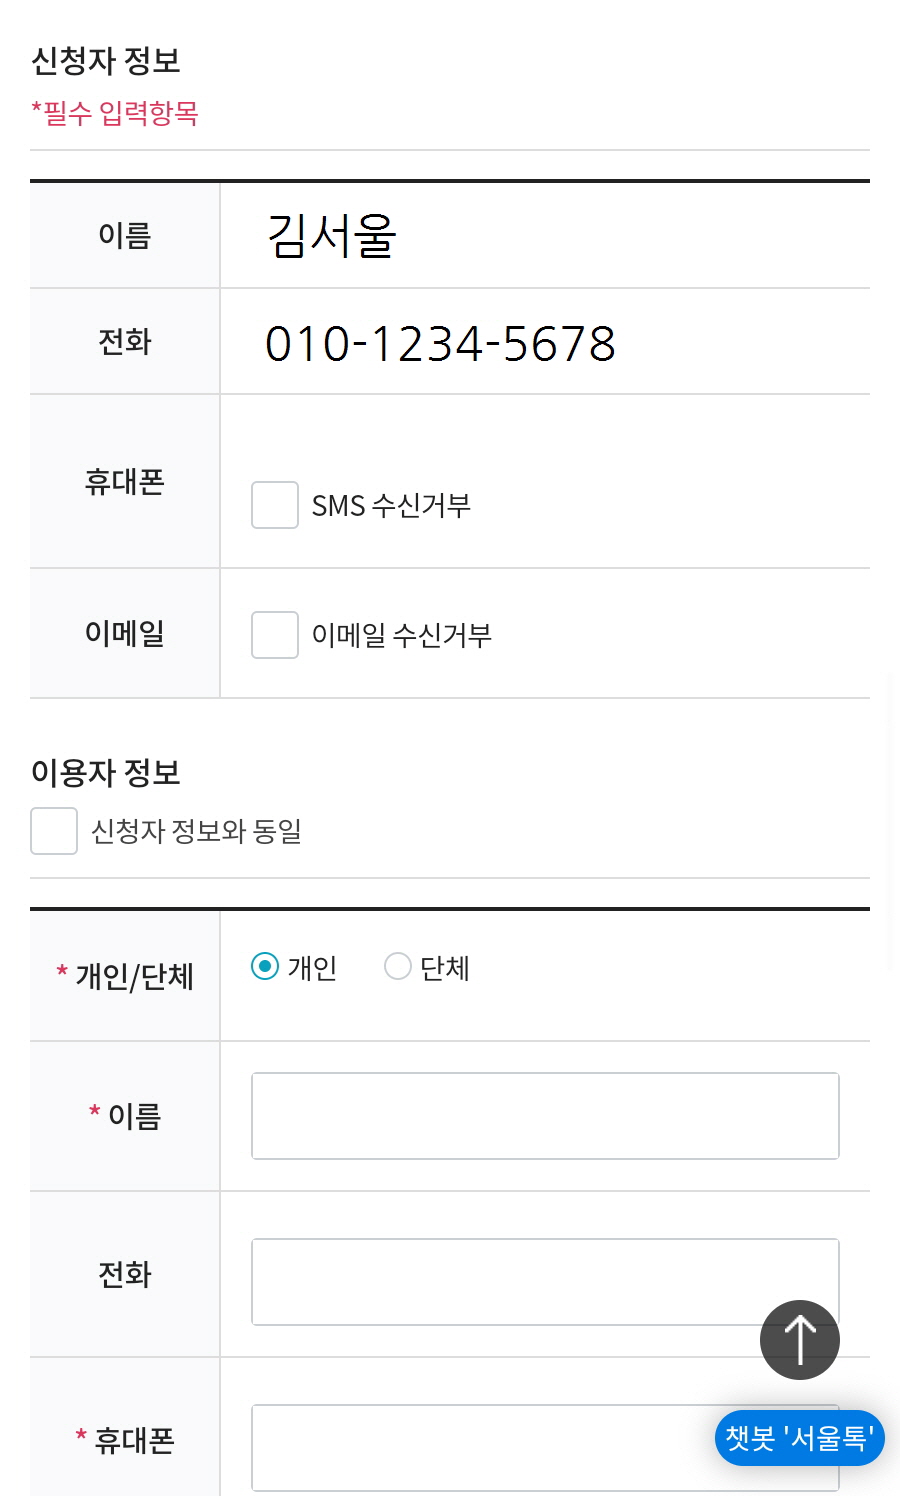 신청자 정보
*필수 입력항목
이름 김서울
전화 010-1234-5678
휴대폰 SMS 수신거부
이메일 이메일 수신거부
이용자 정보
신청자 정보와 동일
* 개인/단체 개인 단체
* 이름
전화
* 휴대폰
챗봇 '서울톡'